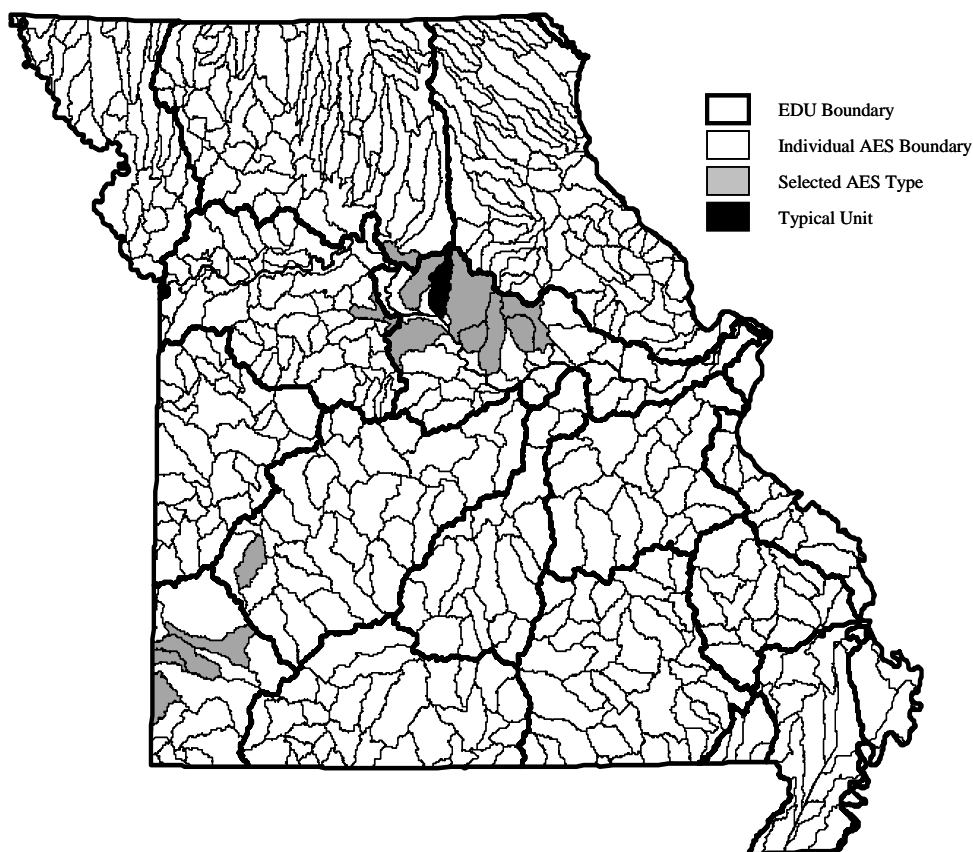 EDU Boundary
Individual AES Boundary
Selected AES Type
Typical Unit